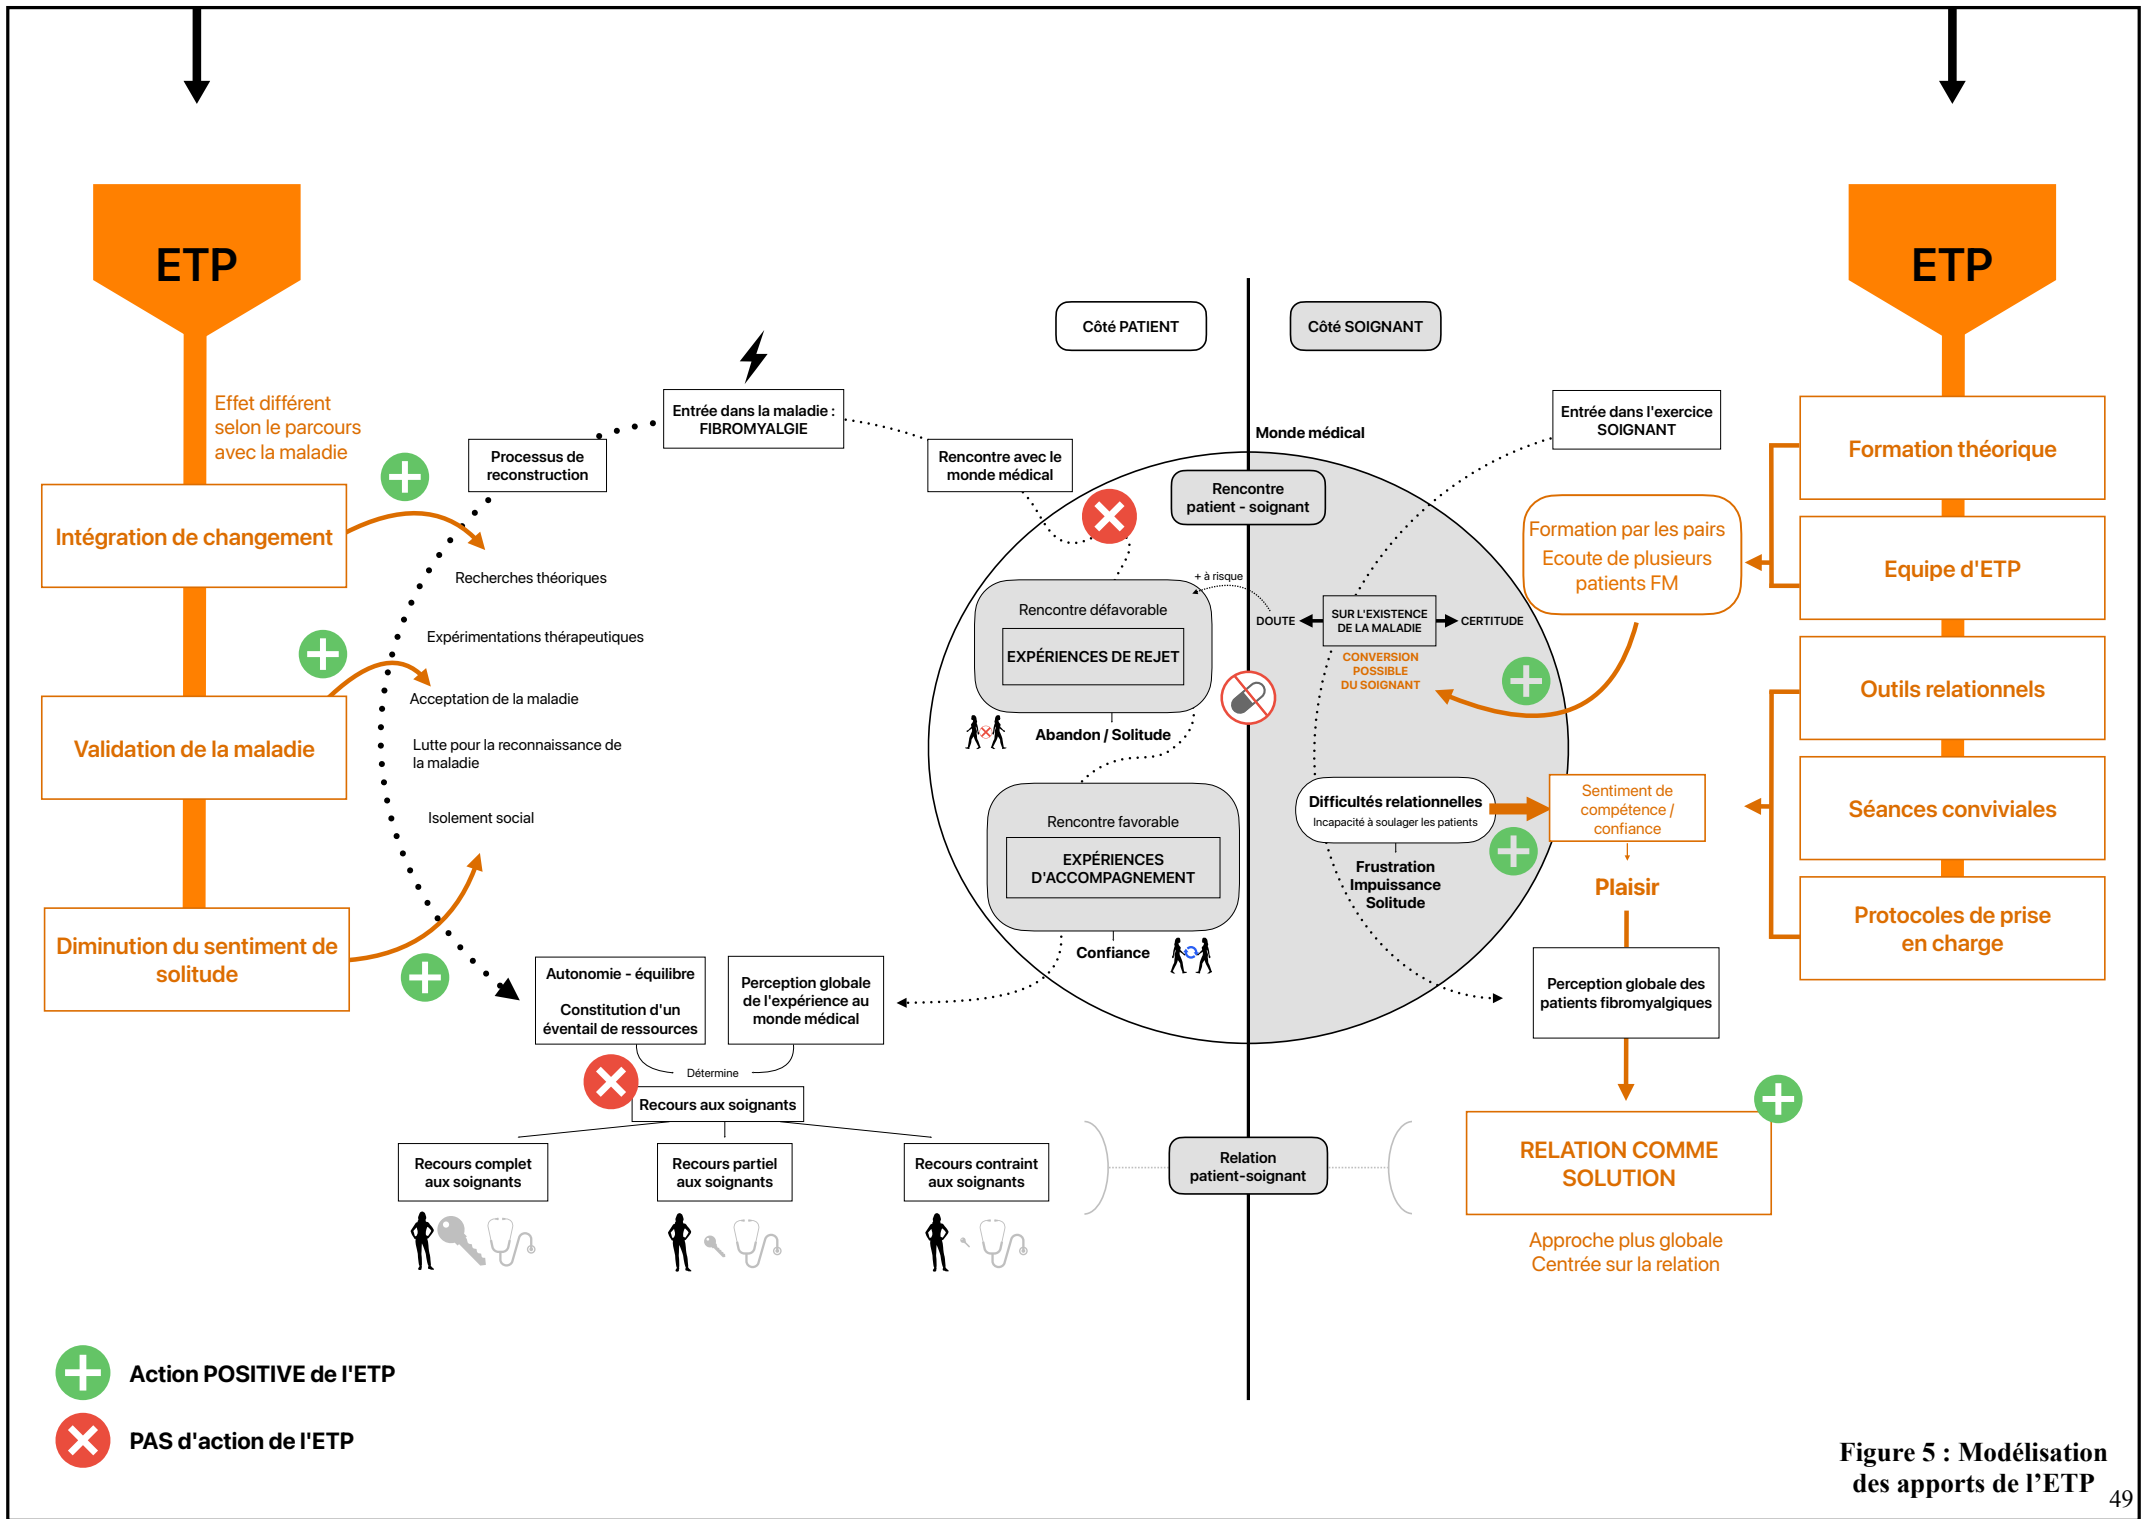 ETP
ETP
Côté PATIENT
Côté SOIGNANT
Effet différent
selon le parcours
avec la maladie
Intégration de changement
Validation de la maladie
Diminution du sentiment de
solitude
Entrée dans la maladie :
FIBROMYALGIE
Processus de
reconstruction
Rencontre avec le
monde médical
Recherches théoriques
Expérimentations thérapeutiques
Acceptation de la maladie
Lutte pour la reconnaissance de
la maladie
Isolement social
Monde médical
Rencontre
patient - soignant
+ à risque
Rencontre défavorable
EXPÉRIENCES DE REJET
Abandon / Solitude
Rencontre favorable
EXPÉRIENCES
D'ACCOMPAGNEMENT
Confiance
Autonomie - équilibre
Constitution d'un
éventail de ressources
Perception globale
de l'expérience au
monde médical
Détermine
Recours aux soignants
Recours complet
aux soignants
Recours partiel
aux soignants
Recours contraint
aux soignants
Relation
patient-soignant
Entrée dans l'exercice
SOIGNANT
DOUTE
SUR L'EXISTENCE
DE LA MALADIE
CERTITUDE
CONVERSION
POSSIBLE
DU SOIGNANT
Formation par les pairs
Ecoute de plusieurs
patients FM
Difficultés relationnelles
Incapacité à soulager les patients
Frustration
Impuissance
Solitude
Sentiment de
compétence /
confiance
Plaisir
Perception globale des
patients fibromyalgiques
RELATION COMME
SOLUTION
Approche plus globale
Centrée sur la relation
Formation théorique
Equipe d'ETP
Outils relationnels
Séances conviviales
Protocoles de prise
en charge
Action POSITIVE de l'ETP
PAS d'action de l'ETP
Figure 5 : Modélisation
des apports de l’ETP
49